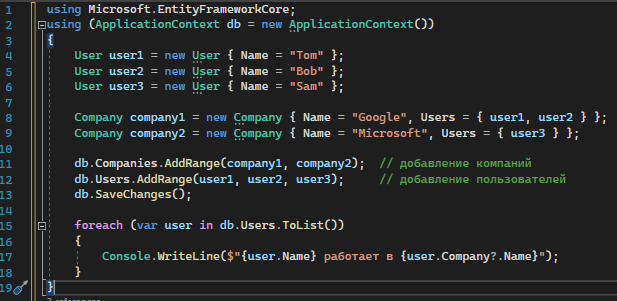 1 using Microsoft.EntityFrameworkCore;
2 using (ApplicationContext db = new ApplicationContext())
3 {
4 User user1 = new User { Name = "Tom" };
5 User user2 = new User { Name = "Bob" };
6 User user3 = new User { Name = "Sam" };
7
8 Company company1 = new Company { Name = "Google", Users = { user1, user2 } };
9 Company company2 = new Company { Name = "Microsoft", Users = { user3 } };
10
11 db.Companies.AddRange(company1, company2); // добавление компаний
12 db.Users.AddRange(user1, user2, user3); // добавление пользователей
13 db.SaveChanges();
14
15 foreach (var user in db.Users.ToList())
16 {
17 Console.WriteLine($"{user.Name} работает в {user.Company?.Name}");
18 }
19 }